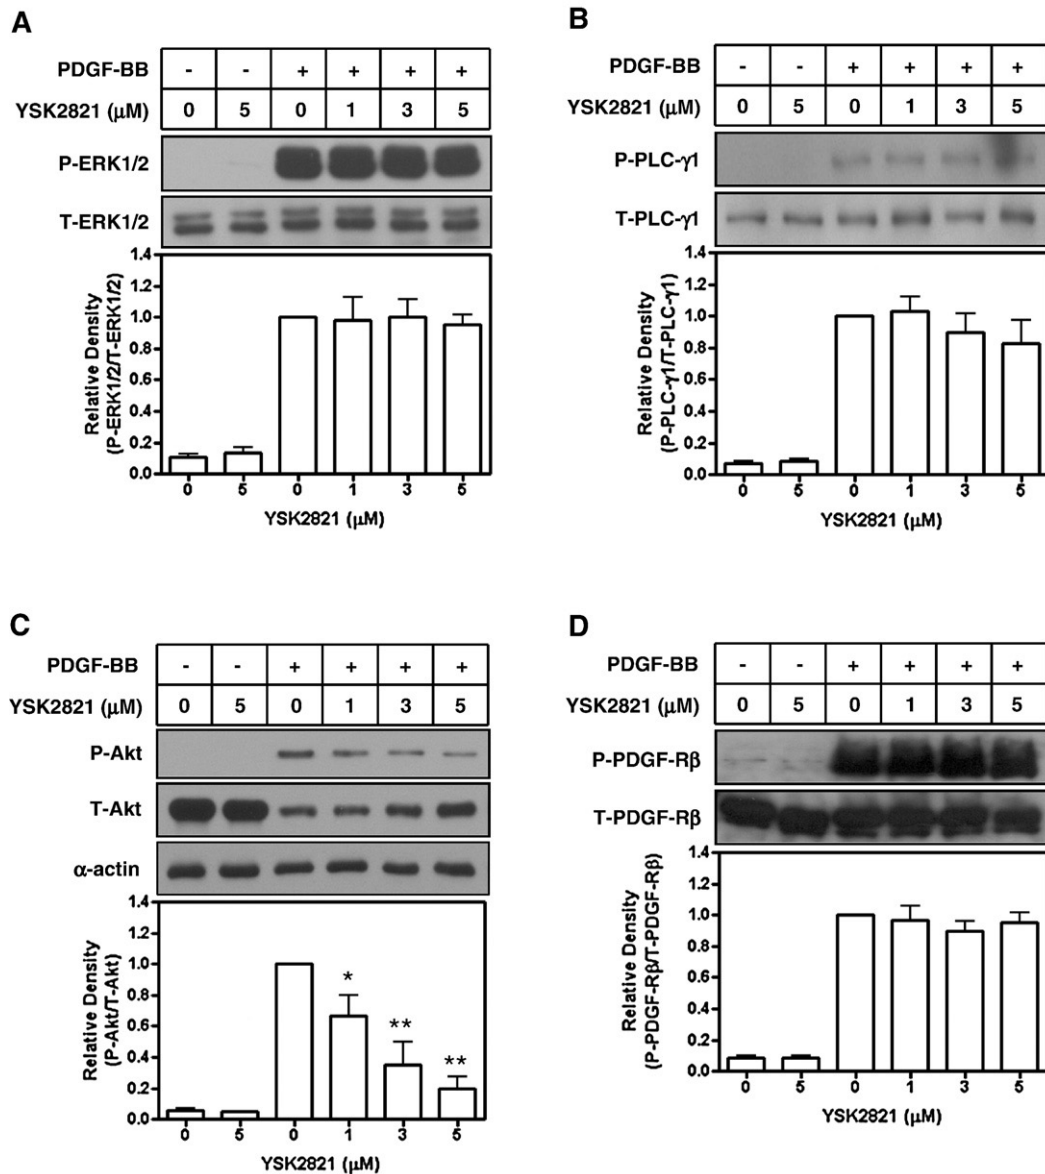 A
PDGF-BB - - + + + +
YSK2821 (μM) 0 5 0 1 3 5
P-ERK1/2
T-ERK1/2
Relative Density
(P-ERK1/2/T-ERK1/2)
1.4
1.2
1.0
0.8
0.6
0.4
0.2
0.0
0 5 0 1 3 5
YSK2821 (μM)
B
PDGF-BB - - + + + +
YSK2821 (μM) 0 5 0 1 3 5
P-PLC-γ1
T-PLC-γ1
Relative Density
(P-PLC-γ1/T-PLC-γ1)
1.4
1.2
1.0
0.8
0.6
0.4
0.2
0.0
0 5 0 1 3 5
YSK2821 (μM)
C
PDGF-BB - - + + + +
YSK2821 (μM) 0 5 0 1 3 5
P-Akt
T-Akt
α-actin
Relative Density
(P-Akt/T-Akt)
1.4
1.2
1.0
0.8
0.6
0.4
0.2
0.0
* ** **
0 5 0 1 3 5
YSK2821 (μM)
D
PDGF-BB - - + + + +
YSK2821 (μM) 0 5 0 1 3 5
P-PDGF-Rβ
T-PDGF-Rβ
Relative Density
(P-PDGF-Rβ/T-PDGF-Rβ)
1.4
1.2
1.0
0.8
0.6
0.4
0.2
0.0
0 5 0 1 3 5
YSK2821 (μM)